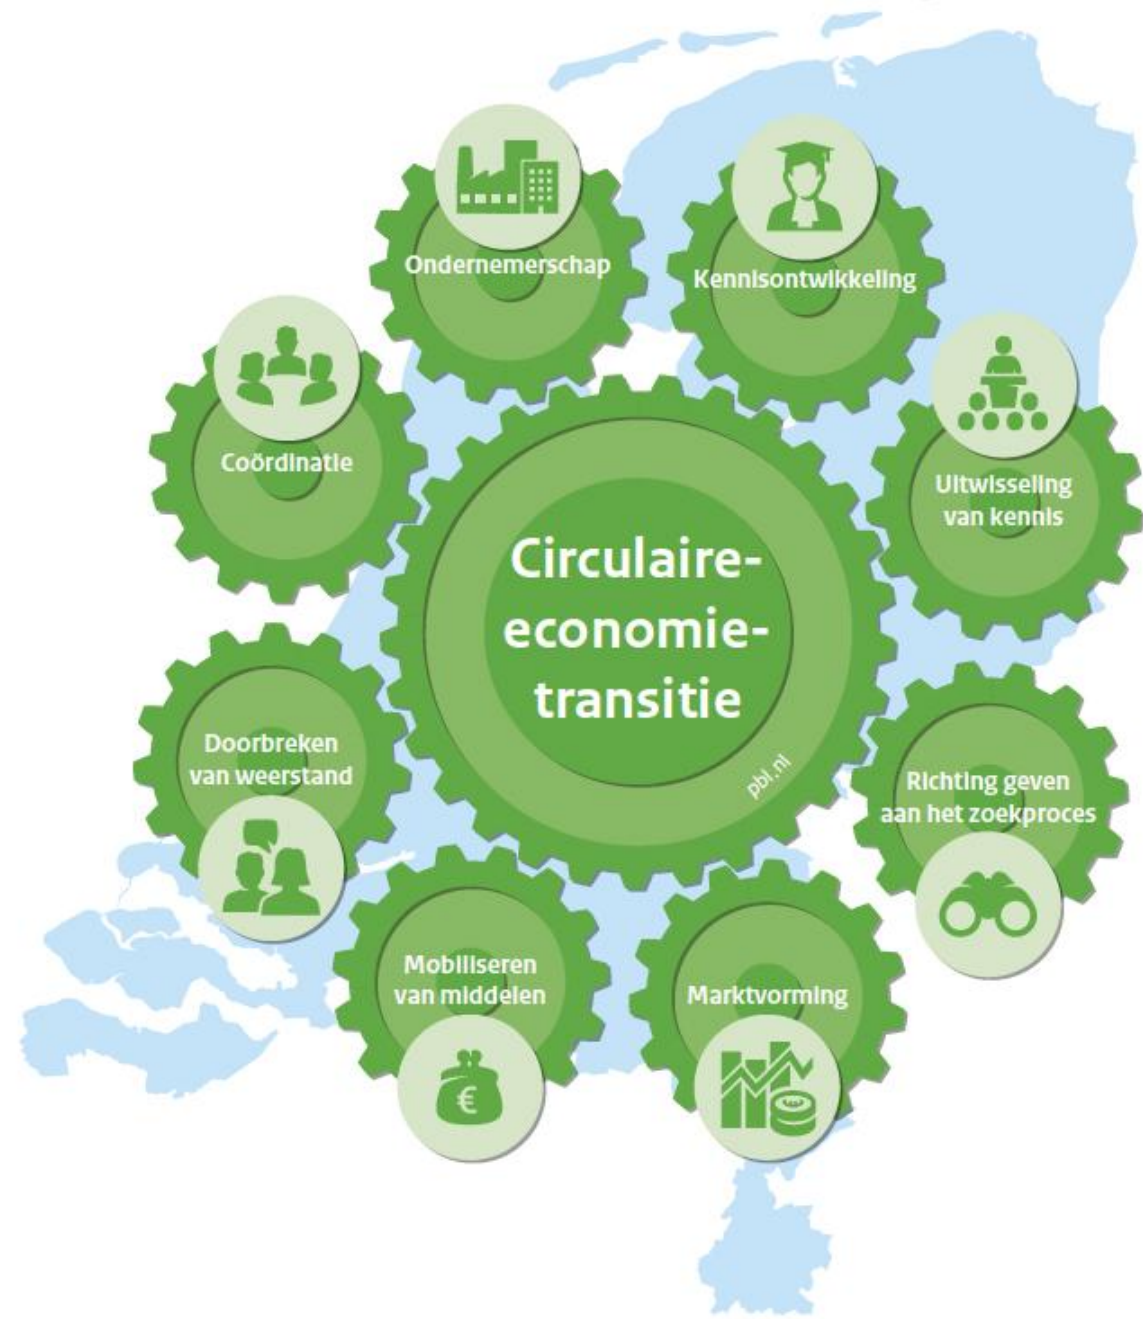 Ondernemerschap
Kennisontwikkeling
Coördinatie
Uitwisseling
van kennis
Circulaire-
economie-
transitie
pbl.nl
Doorbreken
van weerstand
Richting geven
aan het zoekproces
Mobiliseren
van middelen
€
Marktvorming